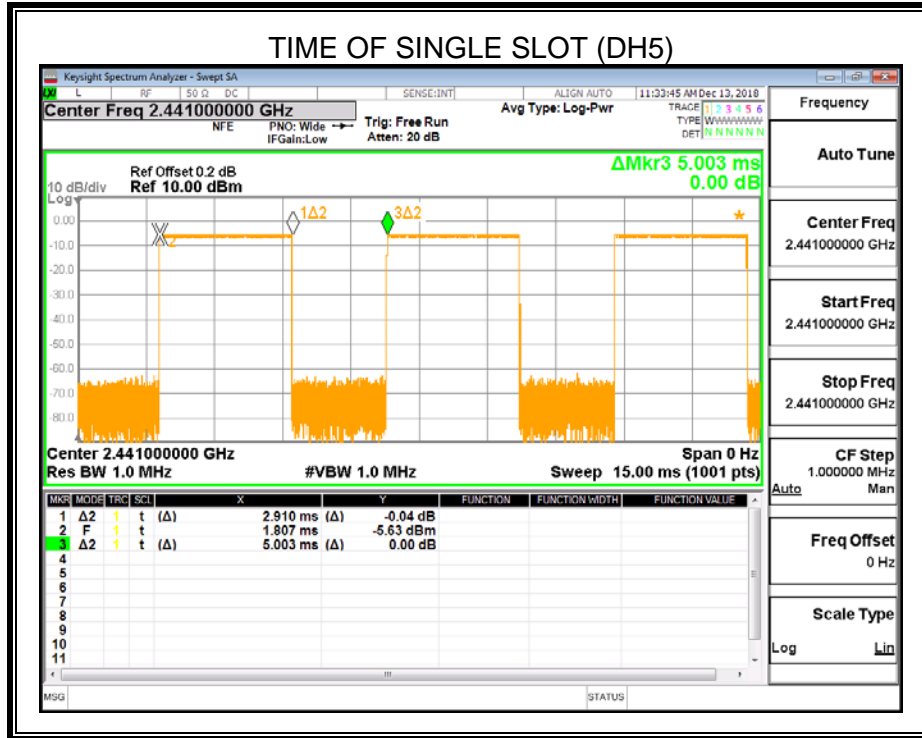 TIME OF SINGLE SLOT (DH5)
Keysight Spectrum Analyzer - Swept SA
L RF 50 Ω DC SENSE:INT ALIGN AUTO 11:33:45 AM Dec 13, 2018
Center Freq 2.441000000 GHz
NFE
PNO: Wide
IFGain:Low
Trig: Free Run
Atten: 20 dB
Avg Type: Log-Pwr
TRACE 1 2 3 4 5 6
TYPE W
DET N N N N N N
Frequency
Auto Tune
Center Freq
2.441000000 GHz
Start Freq
2.441000000 GHz
Stop Freq
2.441000000 GHz
CF Step
1.000000 MHz
Auto Man
Freq Offset
0 Hz
Scale Type
Log Lin
ΔMkr3 5.003 ms
0.00 dB
Ref Offset 0.2 dB
10 dB/div Ref 10.00 dBm
Log
0.00
-10.0
-20.0
-30.0
-40.0
-50.0
-60.0
-70.0
-80.0
2
1Δ2
3Δ2
*
Center 2.441000000 GHz Span 0 Hz
Res BW 1.0 MHz #VBW 1.0 MHz Sweep 15.00 ms (1001 pts)
MKR MODE TRC SCL X Y FUNCTION FUNCTION WIDTH FUNCTION VALUE
1 Δ2 1 t (Δ) 2.910 ms (Δ) -0.04 dB
2 F 1 t 1.807 ms -5.63 dBm
3 Δ2 1 t (Δ) 5.003 ms (Δ) 0.00 dB
4
5
6
7
8
9
10
11
MSG STATUS